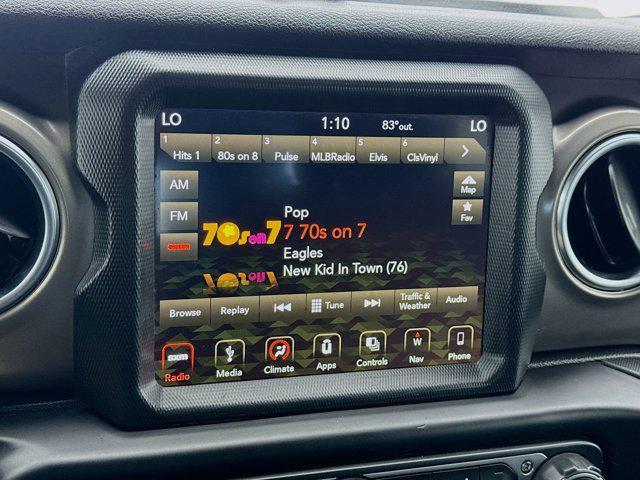 LO 1:10 83°out. LO
1 2 3 4 5 6
Hits 1 80s on 8 Pulse MLBRadio Elvis ClsVinyl
AM
Map
FM
Fav
70s on 7
Pop
7 70s on 7
Eagles
New Kid In Town (76)
Browse Replay Tune Traffic & Weather Audio
sxm W
Radio Media Climate Apps Controls Nav Phone